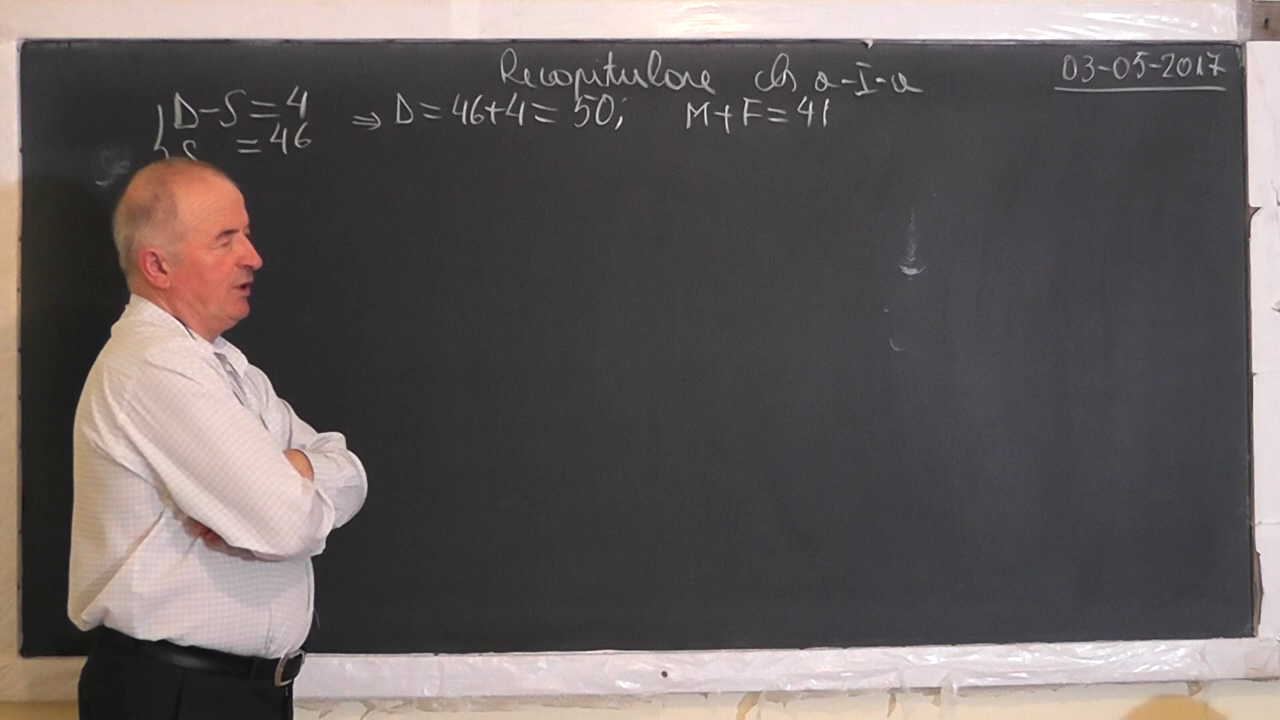 Recapitulare cls a-I-a
03-05-2017
D-S=4 ⇒ D=46+4=50; M+F=41
S =46